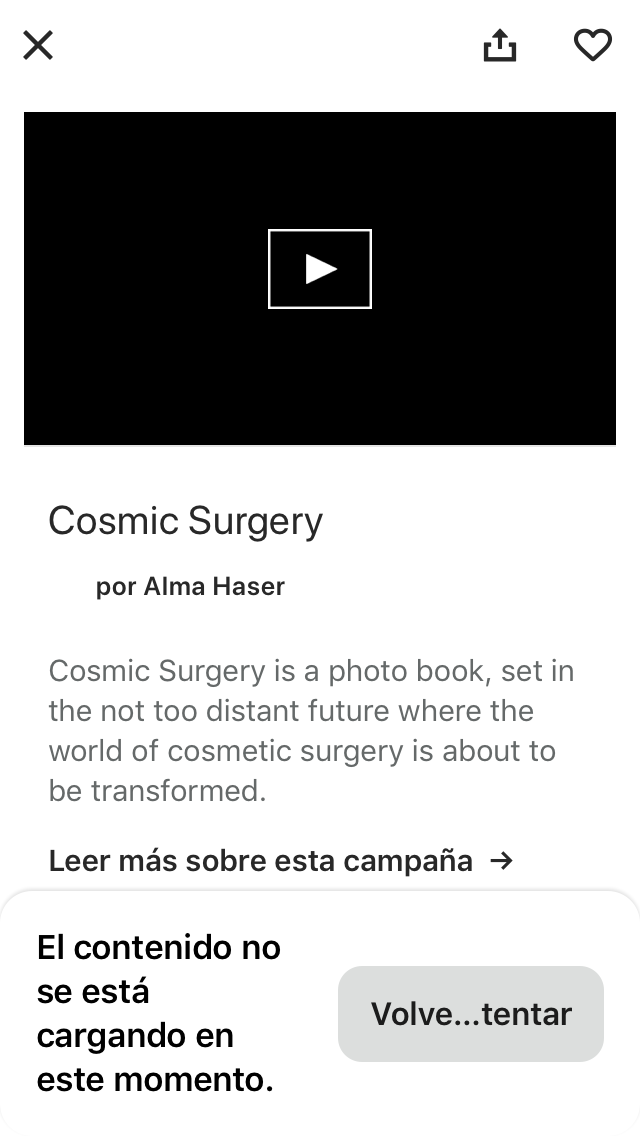 Cosmic Surgery
por Alma Haser
Cosmic Surgery is a photo book, set in
the not too distant future where the
world of cosmetic surgery is about to
be transformed.
Leer más sobre esta campaña →
El contenido no
se está
cargando en
este momento.
Volve...tentar